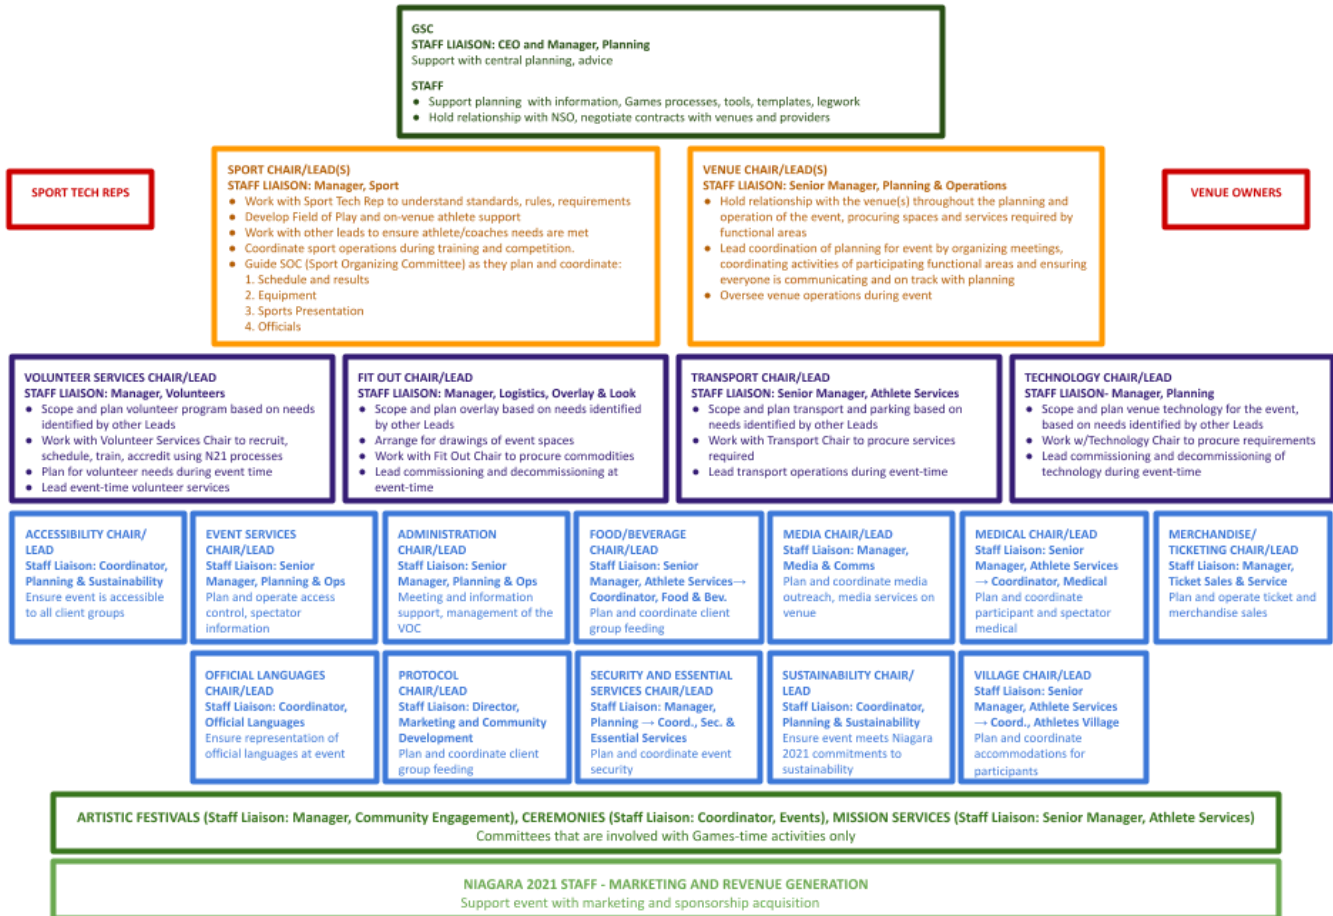 GSC
STAFF LIAISON: CEO and Manager, Planning
Support with central planning, advice
STAFF
● Support planning with information, Games processes, tools, templates, legwork
● Hold relationship with NSO, negotiate contracts with venues and providers
SPORT TECH REPS
SPORT CHAIR/LEAD(S)
STAFF LIAISON: Manager, Sport
● Work with Sport Tech Rep to understand standards, rules, requirements
● Develop Field of Play and on-venue athlete support
● Work with other leads to ensure athlete/coaches needs are met
● Coordinate sport operations during training and competition.
● Guide SOC (Sport Organizing Committee) as they plan and coordinate:
1. Schedule and results
2. Equipment
3. Sports Presentation
4. Officials
VENUE CHAIR/LEAD(S)
STAFF LIAISON: Senior Manager, Planning & Operations
● Hold relationship with the venue(s) throughout the planning and
operation of the event, procuring spaces and services required by
functional areas
● Lead coordination of planning for event by organizing meetings,
coordinating activities of participating functional areas and ensuring
everyone is communicating and on track with planning
● Oversee venue operations during event
VENUE OWNERS
VOLUNTEER SERVICES CHAIR/LEAD
STAFF LIAISON: Manager, Volunteers
● Scope and plan volunteer program based on needs
identified by other Leads
● Work with Volunteer Services Chair to recruit,
schedule, train, accredit using N21 processes
● Plan for volunteer needs during event time
● Lead event-time volunteer services
FIT OUT CHAIR/LEAD
STAFF LIAISON: Manager, Logistics, Overlay & Look
● Scope and plan overlay based on needs identified
by other Leads
● Arrange for drawings of event spaces
● Work with Fit Out Chair to procure commodities
● Lead commissioning and decommissioning at
event-time
TRANSPORT CHAIR/LEAD
STAFF LIAISON: Senior Manager, Athlete Services
● Scope and plan transport and parking based on
needs identified by other Leads
● Work with Transport Chair to procure services
required
● Lead transport operations during event-time
TECHNOLOGY CHAIR/LEAD
STAFF LIAISON- Manager, Planning
● Scope and plan venue technology for the event,
based on needs identified by other Leads
● Work w/Technology Chair to procure requirements
● Lead commissioning and decommissioning of
technology during event-time
ACCESSIBILITY CHAIR/
LEAD
Staff Liaison: Coordinator,
Planning & Sustainability
Ensure event is accessible
to all client groups
EVENT SERVICES
CHAIR/LEAD
Staff Liaison: Senior
Manager, Planning & Ops
Plan and operate access
control, spectator
information
ADMINISTRATION
CHAIR/LEAD
Staff Liaison: Senior
Manager, Planning & Ops
Meeting and information
support, management of the
VOC
FOOD/BEVERAGE
CHAIR/LEAD
Staff Liaison: Senior
Manager, Athlete Services→
Coordinator, Food & Bev.
Plan and coordinate client
group feeding
MEDIA CHAIR/LEAD
Staff Liaison: Manager,
Media & Comms
Plan and coordinate media
outreach, media services on
venue
MEDICAL CHAIR/LEAD
Staff Liaison: Senior
Manager, Athlete Services
→ Coordinator, Medical
Plan and coordinate
participant and spectator
medical
MERCHANDISE/
TICKETING CHAIR/LEAD
Staff Liaison: Manager,
Ticket Sales & Service
Plan and operate ticket and
merchandise sales
OFFICIAL LANGUAGES
CHAIR/LEAD
Staff Liaison: Coordinator,
Official Languages
Ensure representation of
official languages at event
PROTOCOL
CHAIR/LEAD
Staff Liaison: Director,
Marketing and Community
Development
Plan and coordinate client
group feeding
SECURITY AND ESSENTIAL
SERVICES CHAIR/LEAD
Staff Liaison: Manager,
Planning → Coord., Sec. &
Essential Services
Plan and coordinate event
security
SUSTAINABILITY CHAIR/
LEAD
Staff Liaison: Coordinator,
Planning & Sustainability
Ensure event meets Niagara
2021 commitments to
sustainability
VILLAGE CHAIR/LEAD
Staff Liaison: Senior
Manager, Athlete Services
→ Coord., Athletes Village
Plan and coordinate
accommodations for
participants
ARTISTIC FESTIVALS (Staff Liaison: Manager, Community Engagement), CEREMONIES (Staff Liaison: Coordinator, Events), MISSION SERVICES (Staff Liaison: Senior Manager, Athlete Services)
Committees that are involved with Games-time activities only
NIAGARA 2021 STAFF - MARKETING AND REVENUE GENERATION
Support event with marketing and sponsorship acquisition